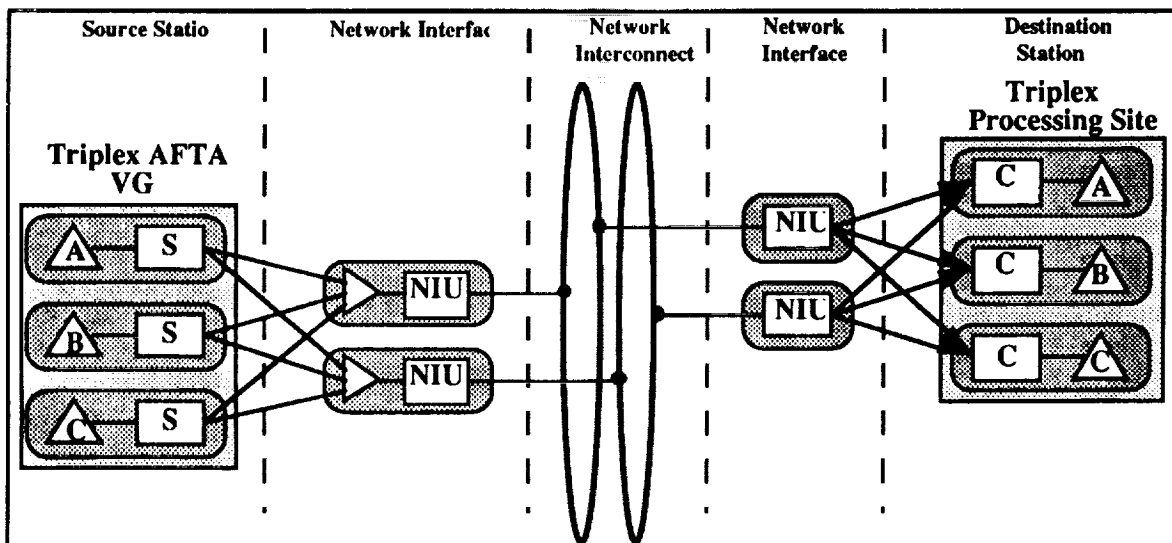 Source Statio
Network Interfac
Network
Interconnect
Network
Interface
Destination
Station
Triplex AFTA
VG
A
S
B
S
C
S
NIU
NIU
NIU
NIU
Triplex
Processing Site
C
A
C
B
C
C